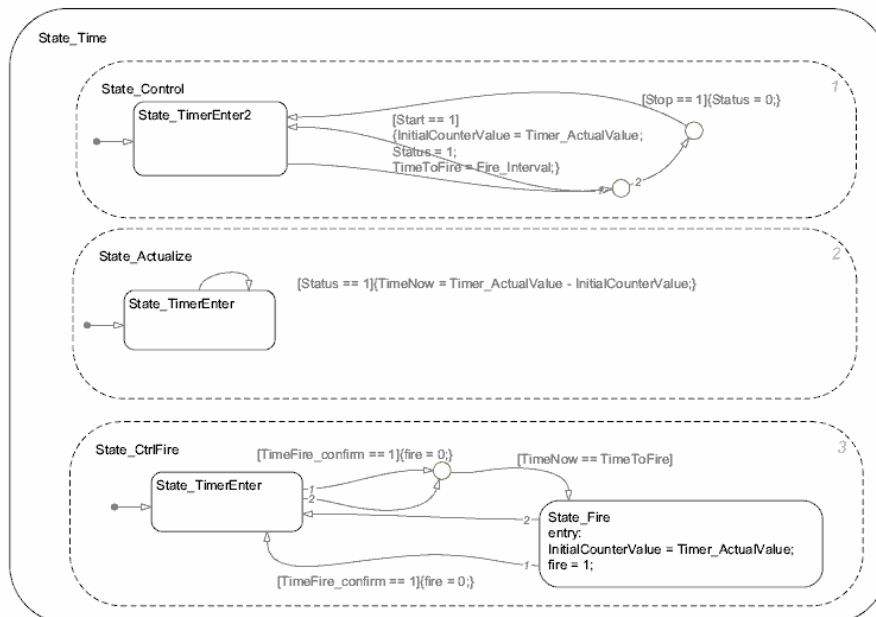 State_Time
State_Control
1
State_TimerEnter2
[Stop == 1]{Status = 0;}
[Start == 1]
{InitialCounterValue = Timer_ActualValue;
Status = 1;
TimeToFire = Fire_Interval;}
1
2
State_Actualize
2
State_TimerEnter
[Status == 1]{TimeNow = Timer_ActualValue - InitialCounterValue;}
State_CtrlFire
3
[TimeFire_confirm == 1]{fire = 0;}
[TimeNow == TimeToFire]
State_TimerEnter
1
2
2
State_Fire
entry:
InitialCounterValue = Timer_ActualValue;
fire = 1;
1
[TimeFire_confirm == 1]{fire = 0;}